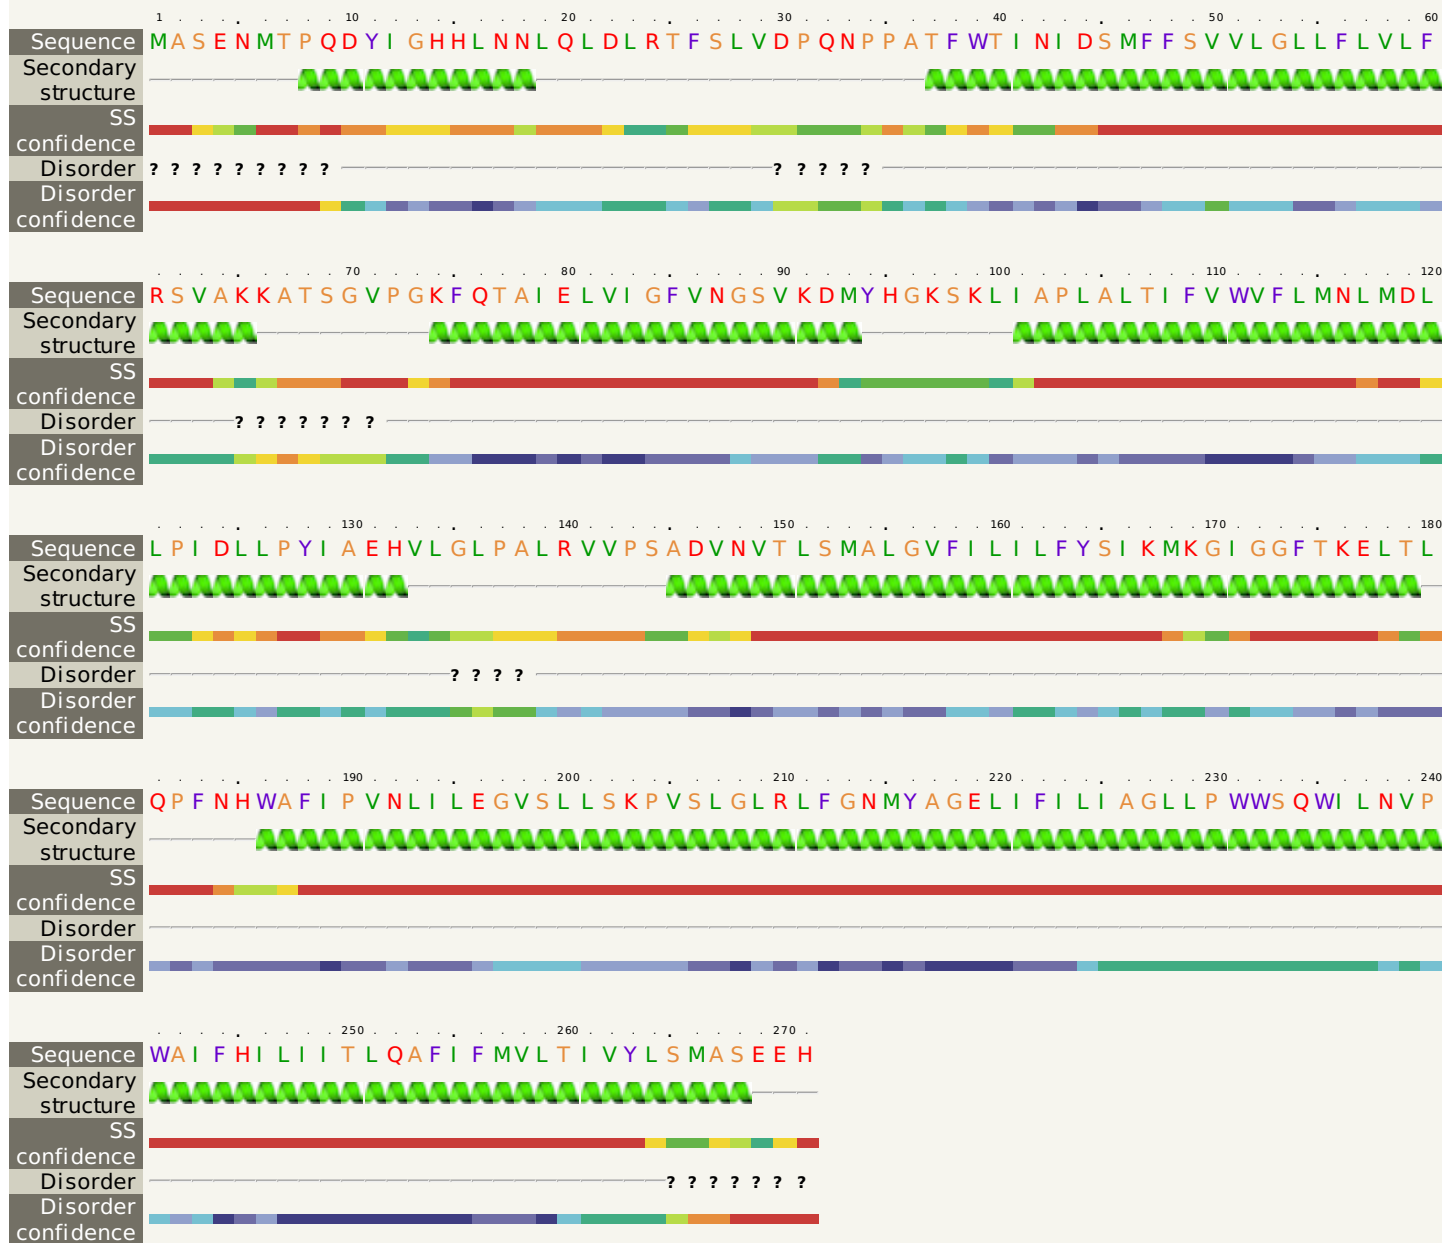 1 10 20 30 40 50 60
Sequence M A S E N M T P Q D Y I G H H L N N L Q L D L R T F S L V D P Q N P P A T F W T I N I D S M F F S V V L G L L F L V L F
Secondary
structure
SS
confidence
Disorder ? ? ? ? ? ? ? ? ? ? ? ? ? ?
Disorder
confidence
70 80 90 100 110 120
Sequence R S V A K K A T S G V P G K F Q T A I E L V I G F V N G S V K D M Y H G K S K L I A P L A L T I F V W V F L M N L M D L
Secondary
structure
SS
confidence
Disorder ? ? ? ? ? ? ?
Disorder
confidence
130 140 150 160 170 180
Sequence L P I D L L P Y I A E H V L G L P A L R V V P S A D V N V T L S M A L G V F I L I L F Y S I K M K G I G G F T K E L T L
Secondary
structure
SS
confidence
Disorder ? ? ? ?
Disorder
confidence
190 200 210 220 230 240
Sequence Q P F N H W A F I P V N L I L E G V S L L S K P V S L G L R L F G N M Y A G E L I F I L I A G L L P W W S Q W I L N V P
Secondary
structure
SS
confidence
Disorder
Disorder
confidence
250 260 270
Sequence W A I F H I L I I T L Q A F I F M V L T I V Y L S M A S E E H
Secondary
structure
SS
confidence
Disorder ? ? ? ? ? ? ?
Disorder
confidence